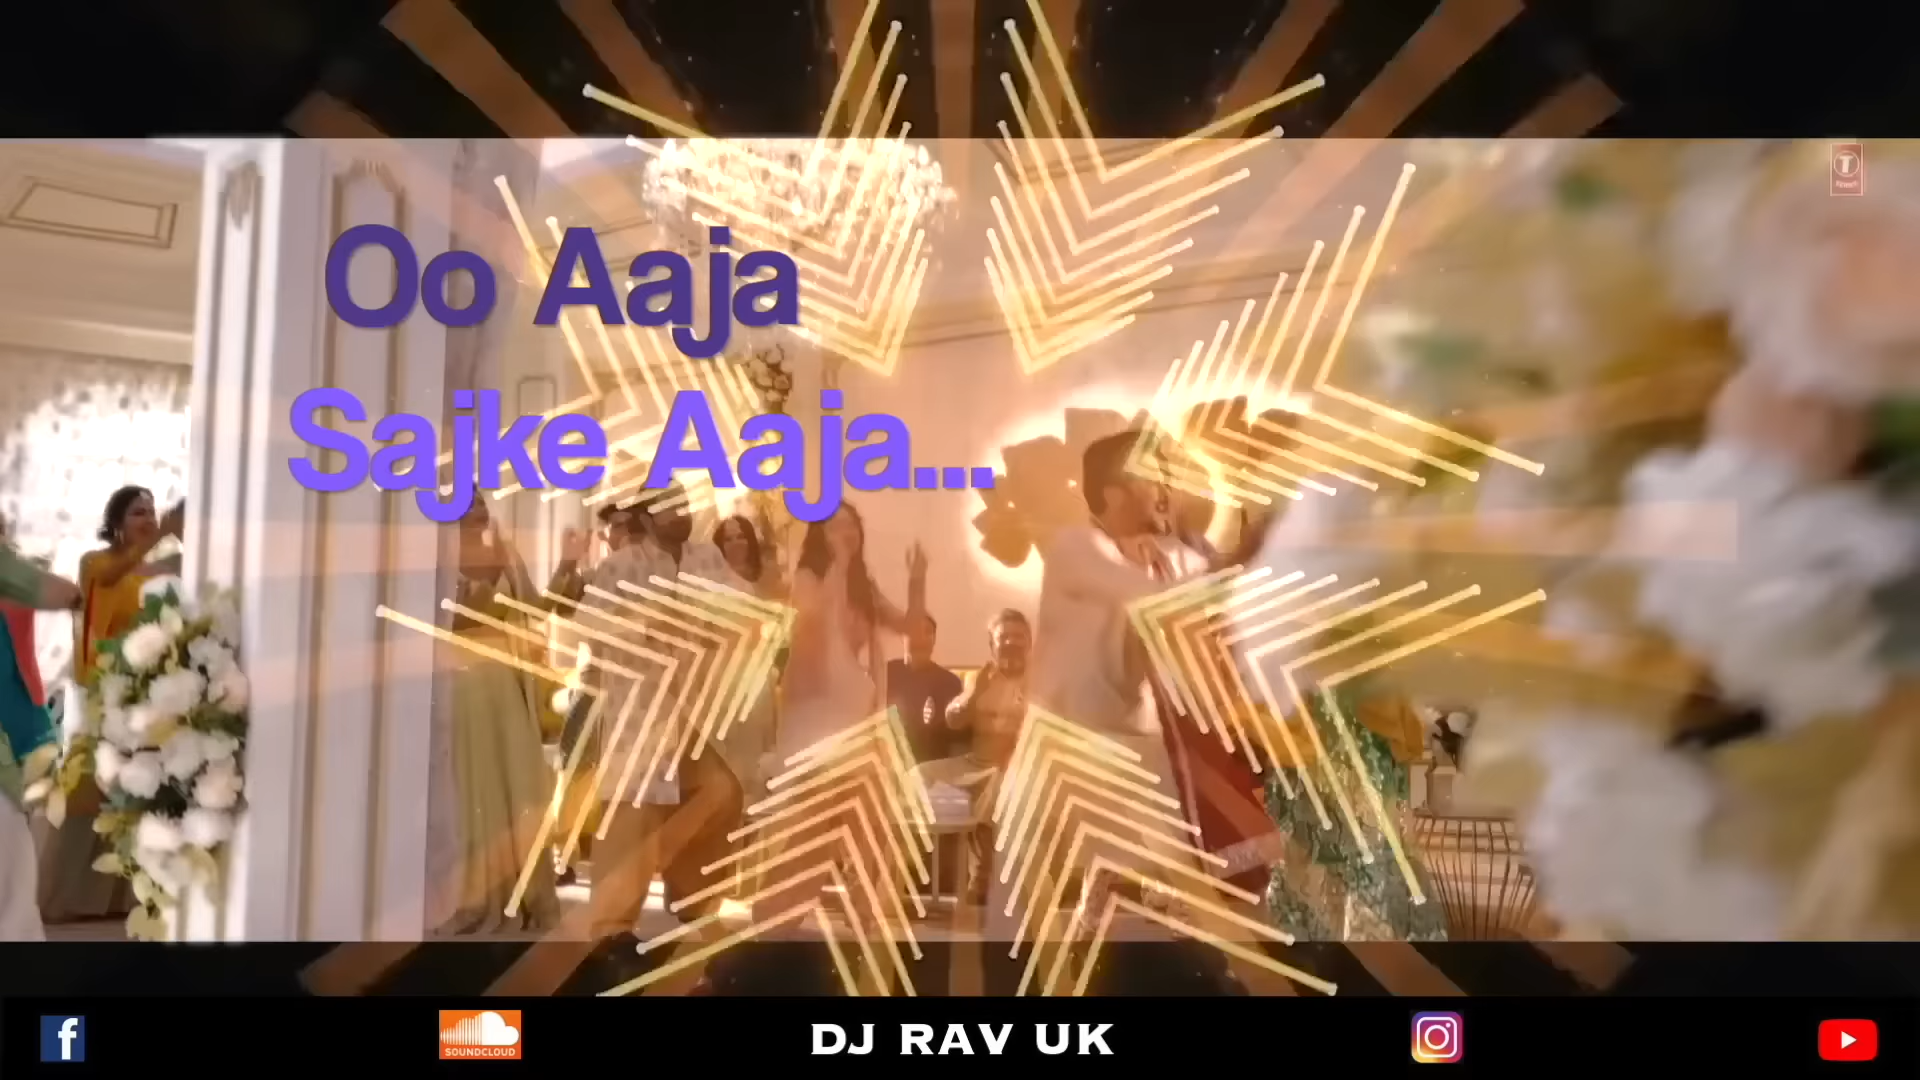 Oo Aaja
Sajke Aaja...
SOUNDCLOUD
DJ RAV UK